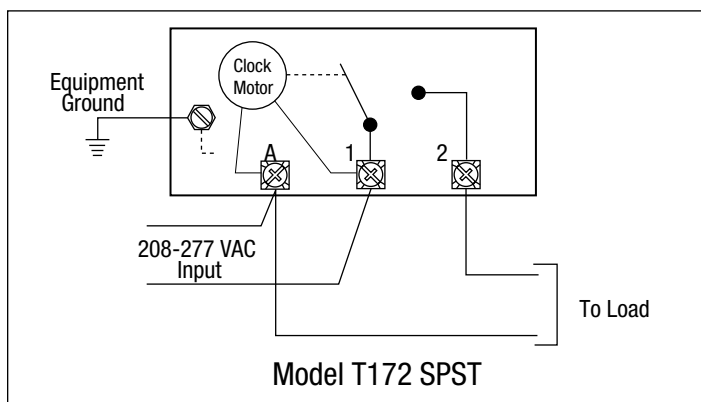 Clock
Motor
Equipment
Ground
A
1
2
208-277 VAC
Input
To Load
Model T172 SPST